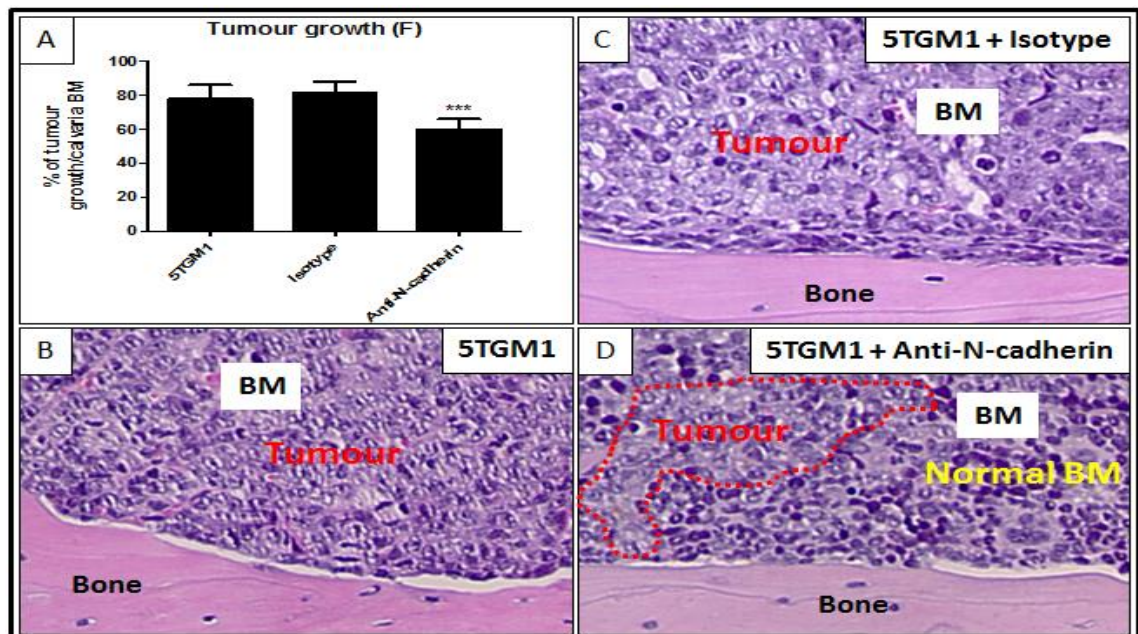 A
Tumour growth (F)
% of tumour
growth/calvaria BM
100
80
60
40
20
0
***
5TGM1
Isotype
Anti-N-cadherin
C
5TGM1 + Isotype
BM
Tumour
Bone
B
5TGM1
BM
Tumour
Bone
D
5TGM1 + Anti-N-cadherin
BM
Tumour
Normal BM
Bone